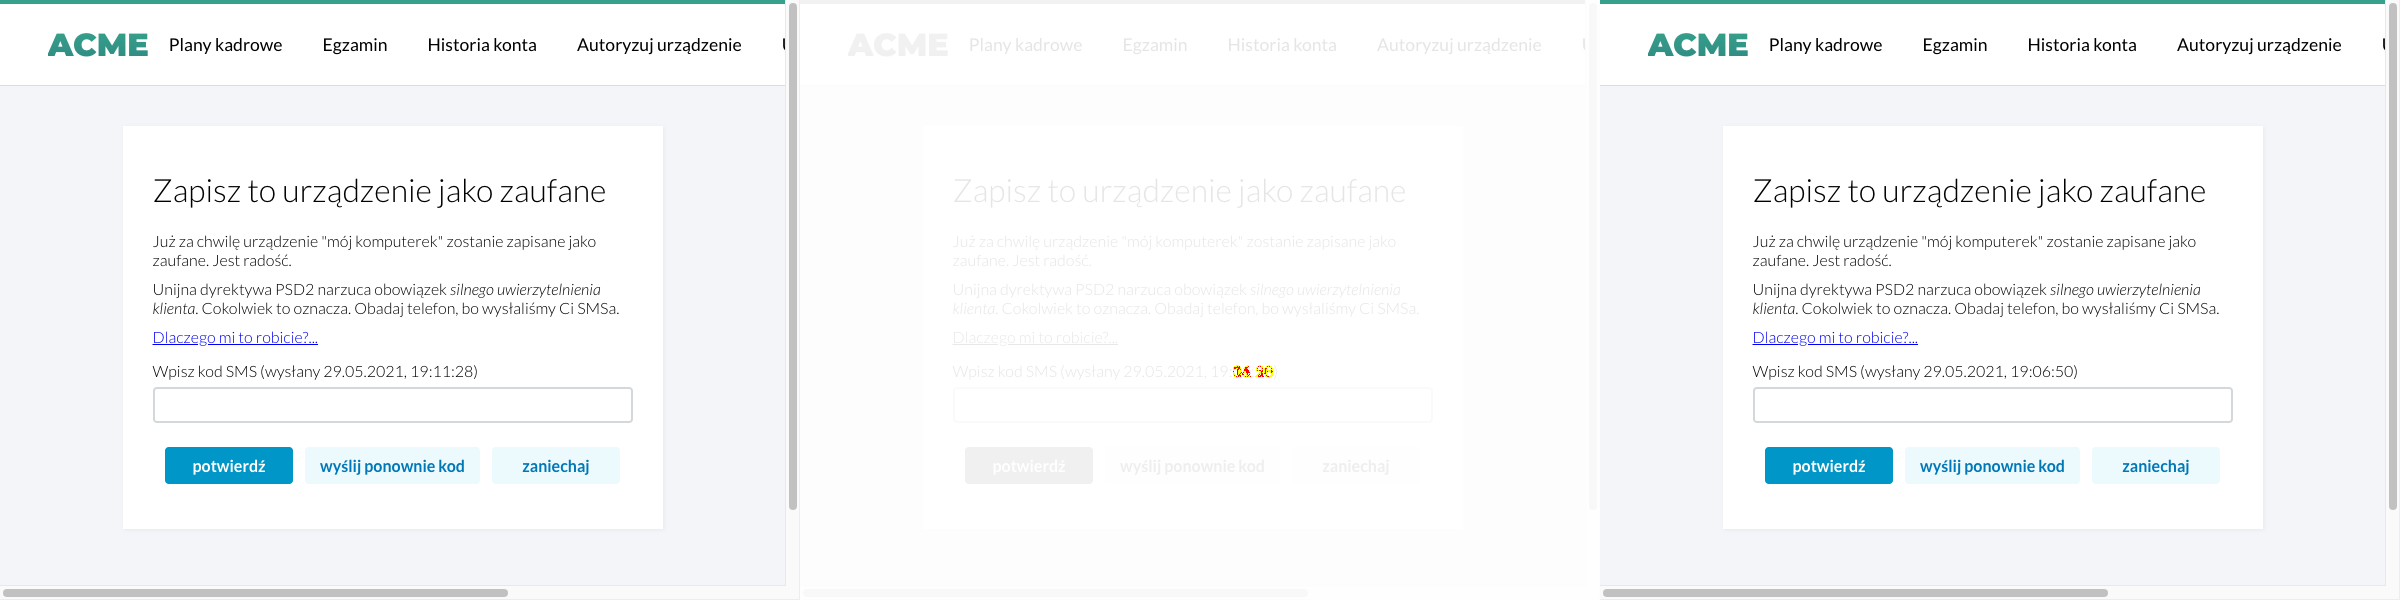 ACME Plany kadrowe Egzamin Historia konta Autoryzuj urządzenie
Zapisz to urządzenie jako zaufane
Już za chwilę urządzenie "mój komputerek" zostanie zapisane jako
zaufane. Jest radość.
Unijna dyrektywa PSD2 narzuca obowiązek silnego uwierzytelnienia
klienta. Cokolwiek to oznacza. Obadaj telefon, bo wysłaliśmy Ci SMSa.
Dlaczego mi to robicie?...
Wpisz kod SMS (wysłany 29.05.2021, 19:11:28)
potwierdź wyślij ponownie kod zaniechaj
ACME Plany kadrowe Egzamin Historia konta Autoryzuj urządzenie
Zapisz to urządzenie jako zaufane
Już za chwilę urządzenie "mój komputerek" zostanie zapisane jako
zaufane. Jest radość.
Unijna dyrektywa PSD2 narzuca obowiązek silnego uwierzytelnienia
klienta. Cokolwiek to oznacza. Obadaj telefon, bo wysłaliśmy Ci SMSa.
Dlaczego mi to robicie?...
Wpisz kod SMS (wysłany 29.05.2021, 19:
potwierdź wyślij ponownie kod zaniechaj
ACME Plany kadrowe Egzamin Historia konta Autoryzuj urządzenie
Zapisz to urządzenie jako zaufane
Już za chwilę urządzenie "mój komputerek" zostanie zapisane jako
zaufane. Jest radość.
Unijna dyrektywa PSD2 narzuca obowiązek silnego uwierzytelnienia
klienta. Cokolwiek to oznacza. Obadaj telefon, bo wysłaliśmy Ci SMSa.
Dlaczego mi to robicie?...
Wpisz kod SMS (wysłany 29.05.2021, 19:06:50)
potwierdź wyślij ponownie kod zaniechaj